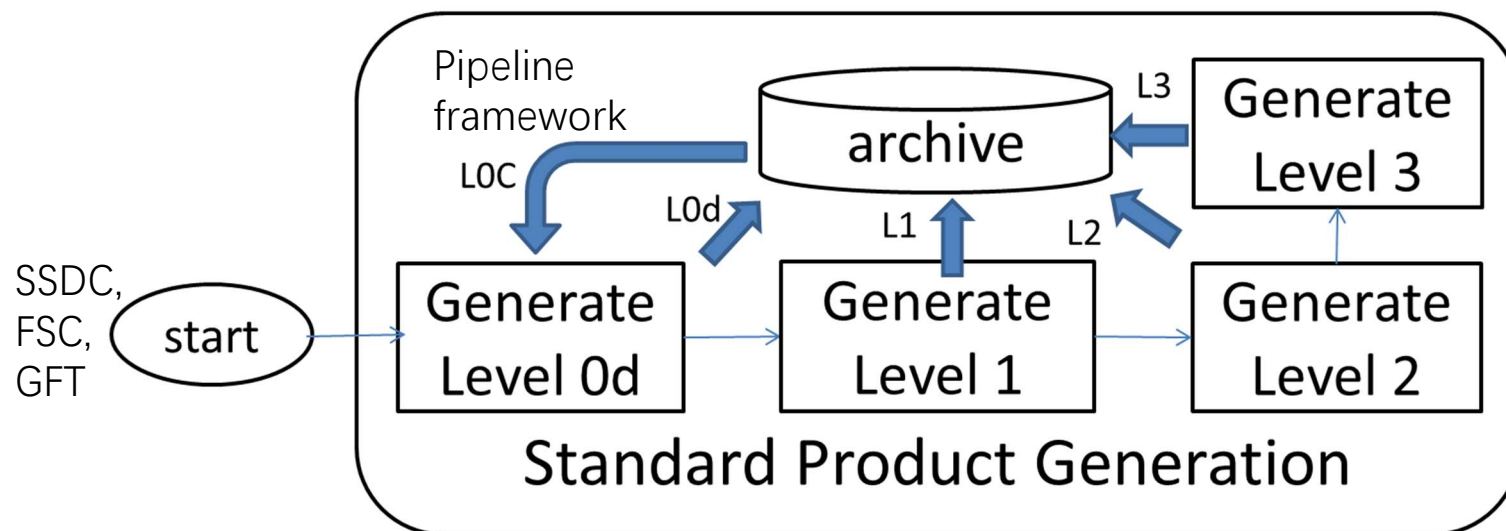 Pipeline
framework
L0C
L0d
archive
L1
L2
L3
Generate
Level 3
SSDC,
FSC,
GFT
start
Generate
Level 0d
Generate
Level 1
Generate
Level 2
Standard Product Generation